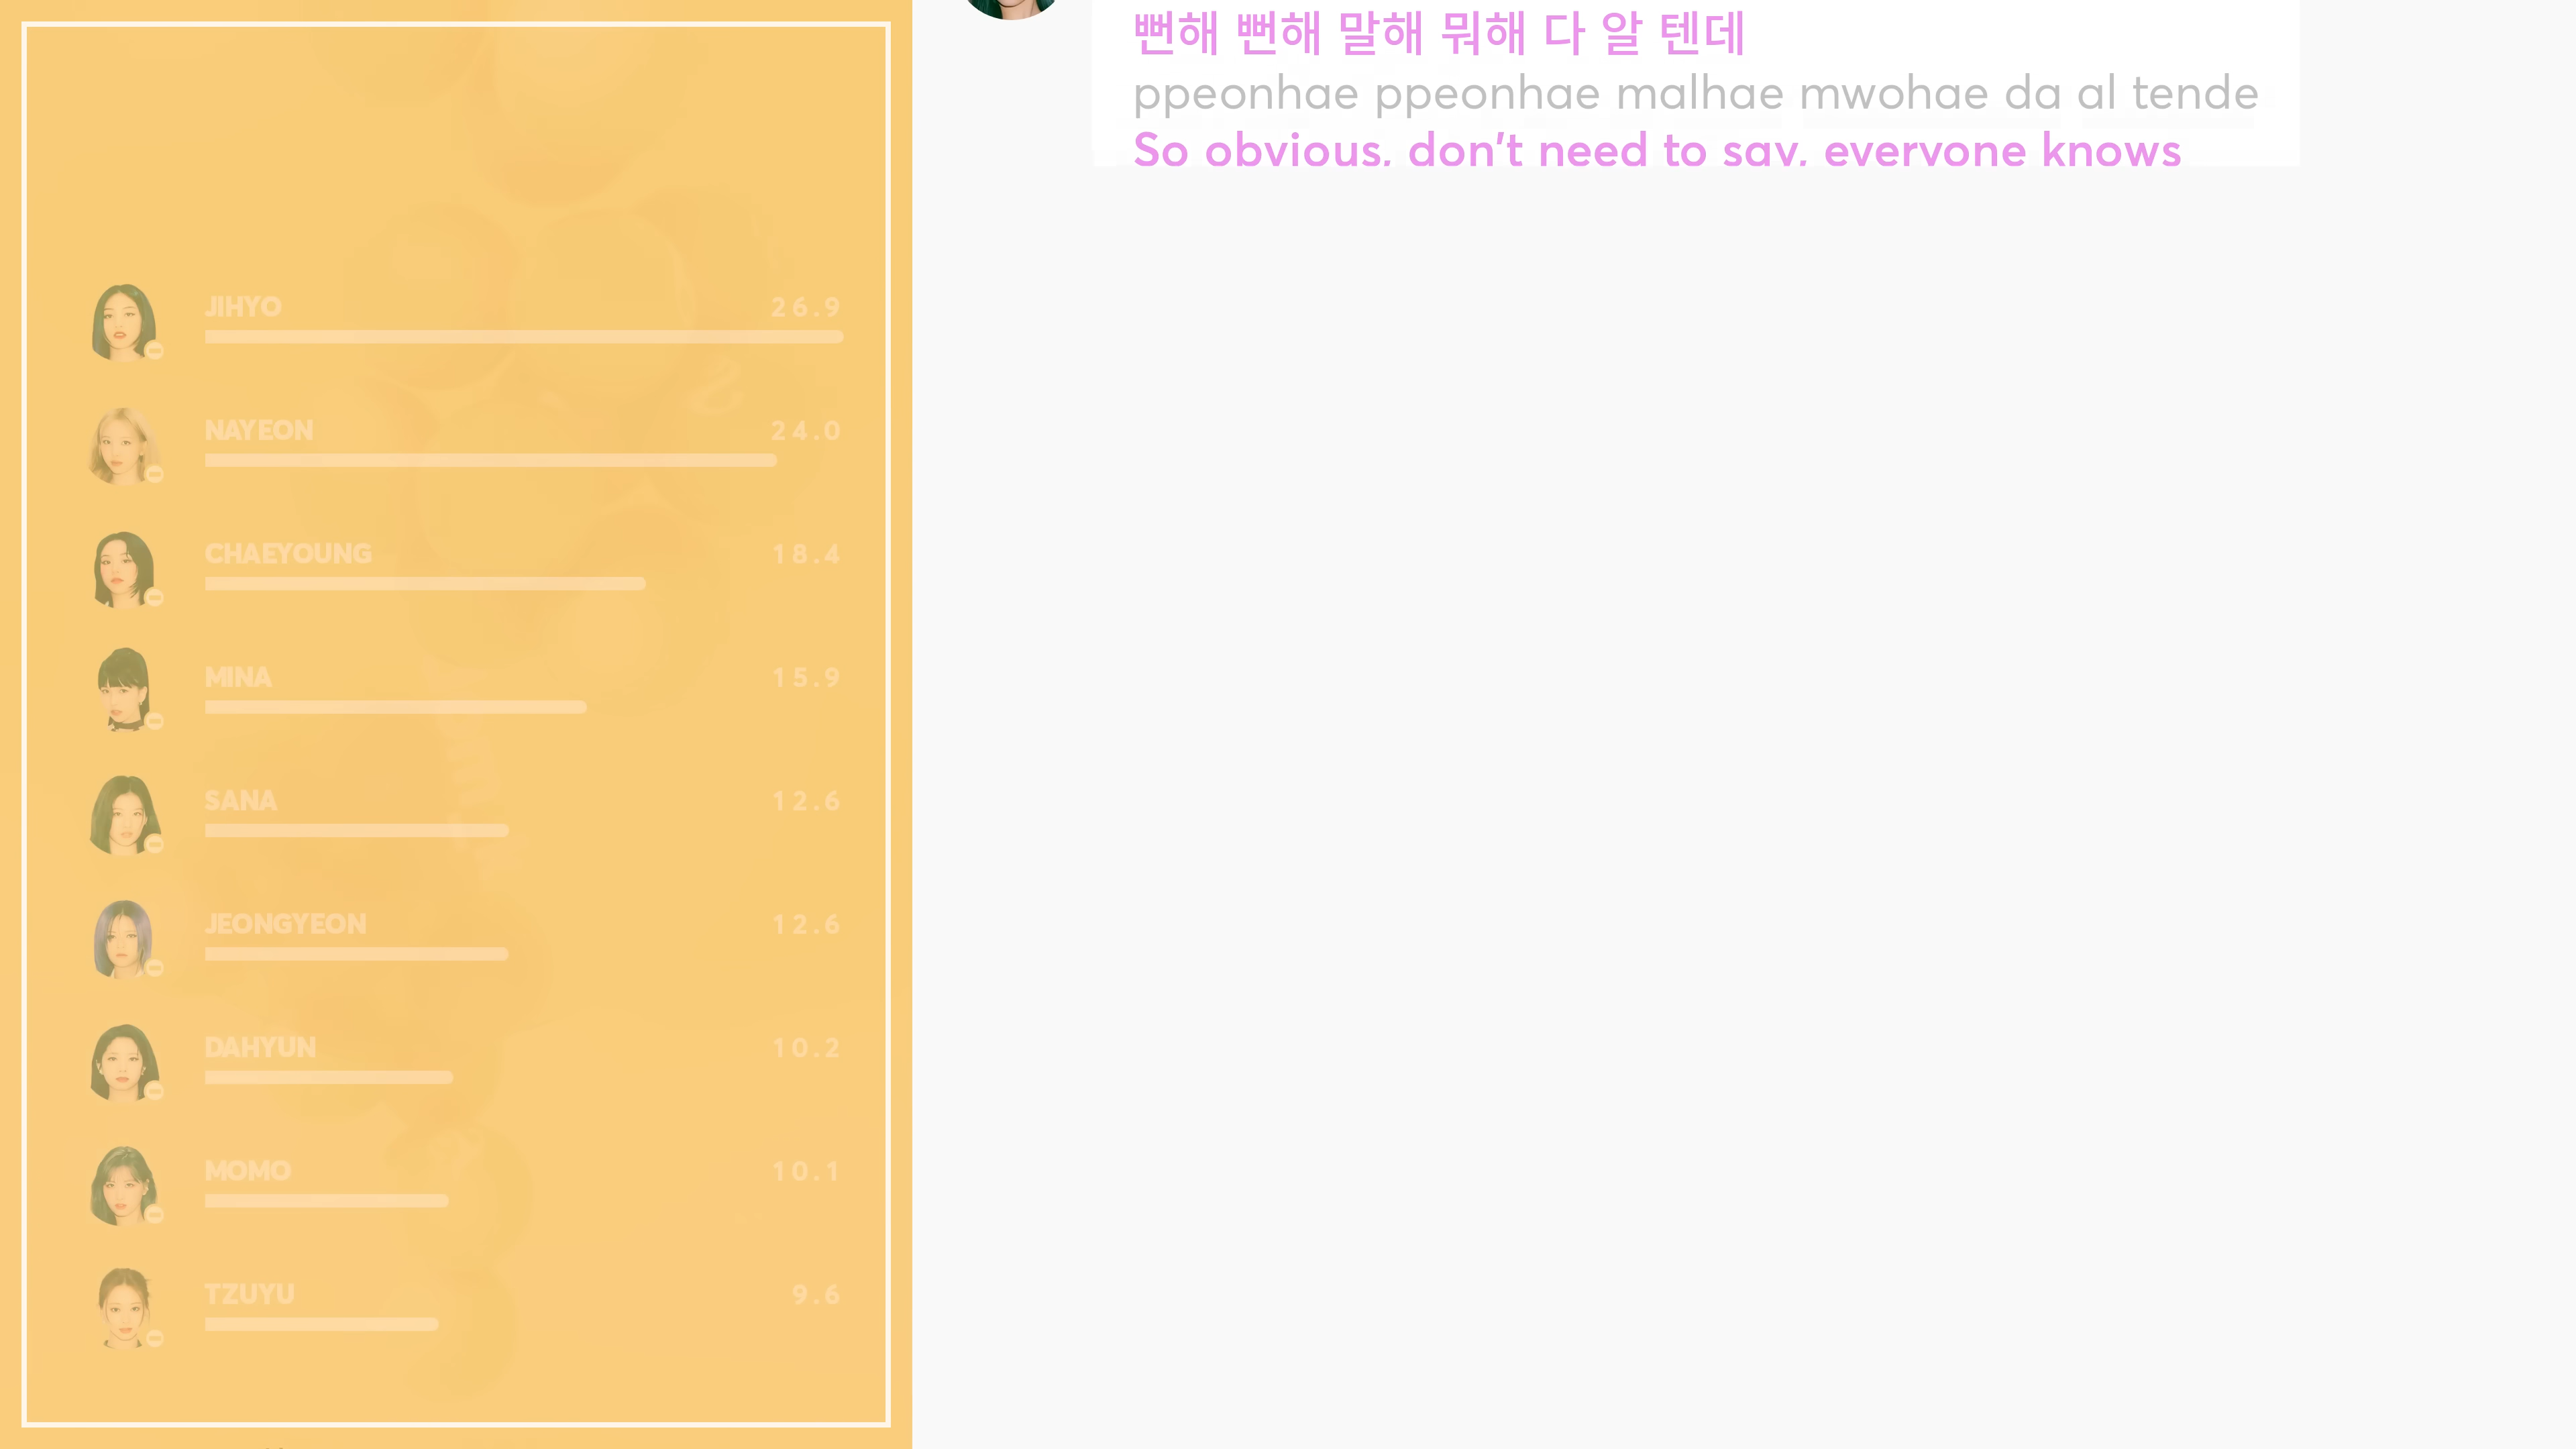 JIHYO 26.9
NAYEON 24.0
CHAEYOUNG 18.4
MINA 15.9
SANA 12.6
JEONGYEON 12.6
DAHYUN 10.2
MOMO 10.1
TZUYU 9.6
뻔해 뻔해 말해 뭐해 다 알 텐데
ppeonhae ppeonhae malhae mwohae da al tende
So obvious, don't need to say, everyone knows